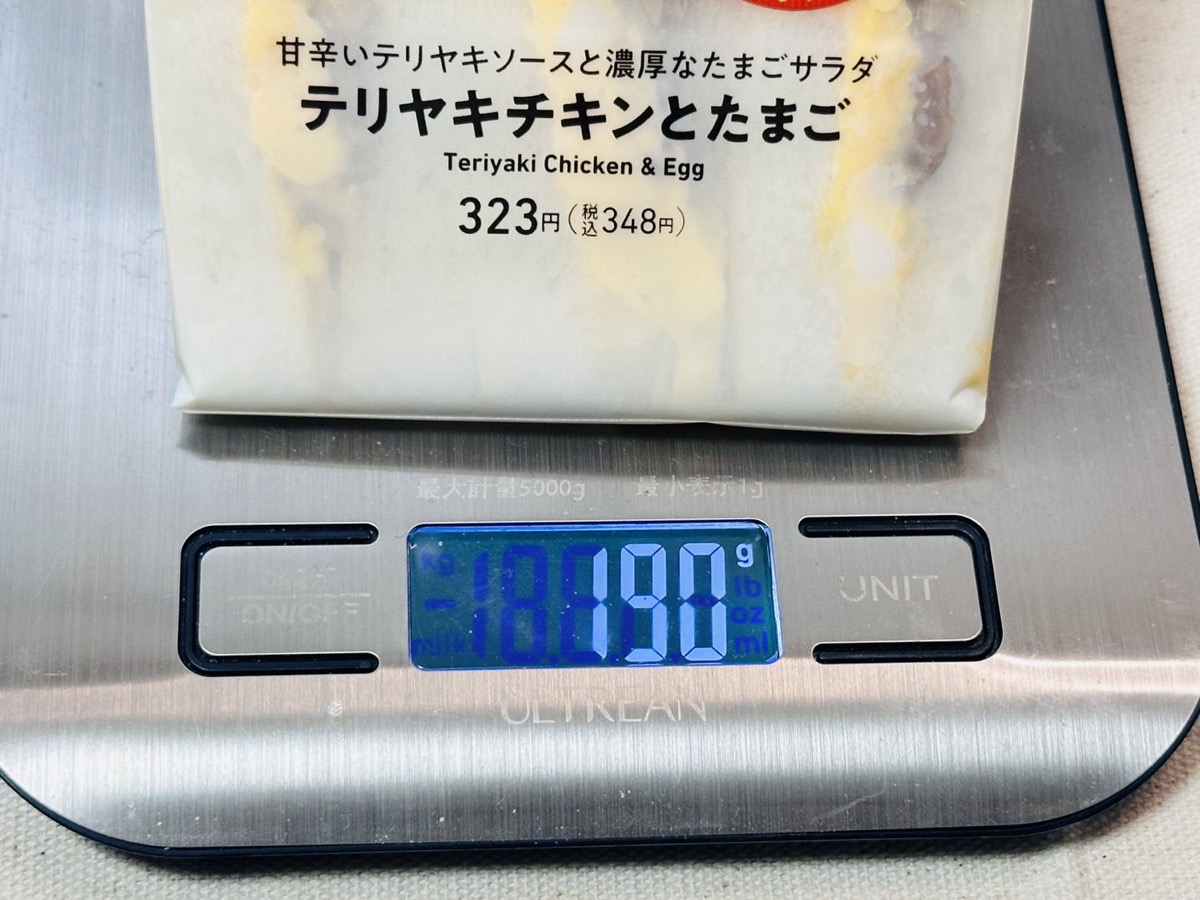 甘辛いテリヤキソースと濃厚なたまごサラダ
テリヤキチキンとたまご
Teriyaki Chicken & Egg
323円(税込348円)
最大計量5000g 最小表示1g
ON/OFF
190 g
kg
lb
oz
milk
ml
UNIT
ULTREAN